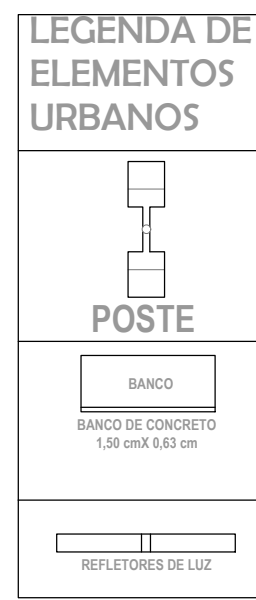 LEGENDA DE
ELEMENTOS
URBANOS
POSTE
BANCO
BANCO DE CONCRETO
1,50 cmX 0,63 cm
REFLETORES DE LUZ